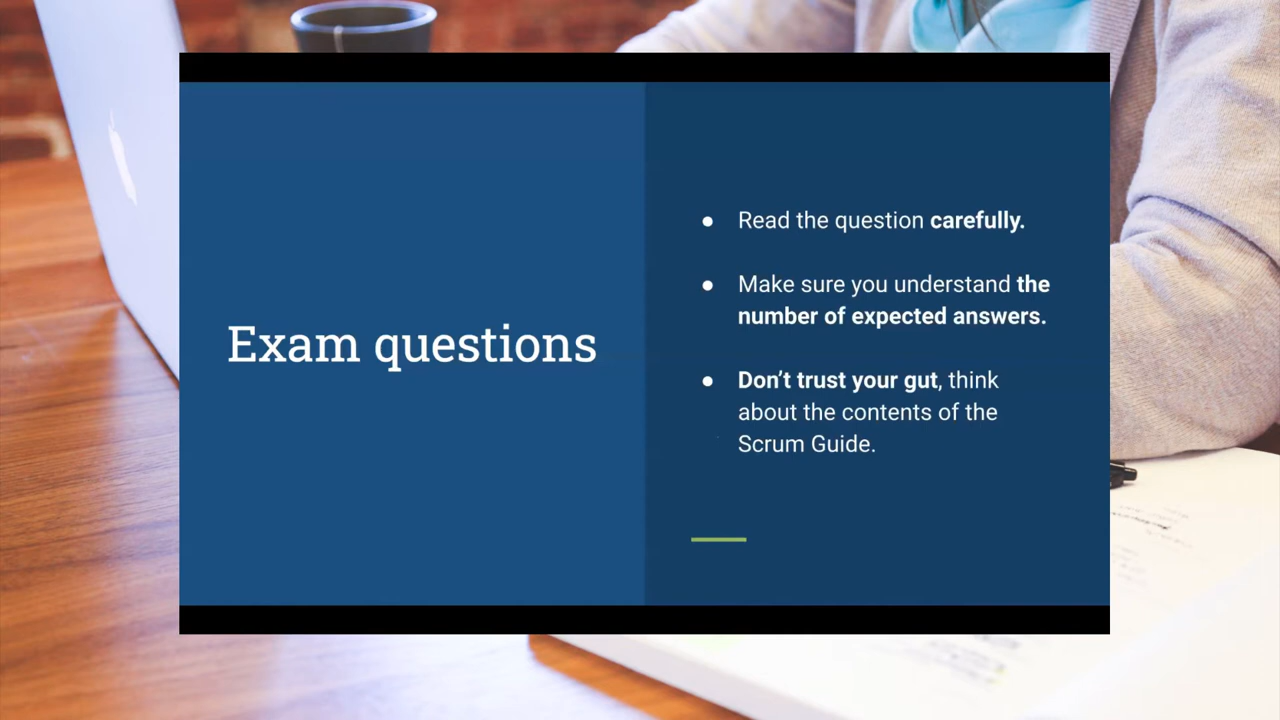 Exam questions
● Read the question carefully.
● Make sure you understand the
number of expected answers.
● Don’t trust your gut, think
about the contents of the
Scrum Guide.